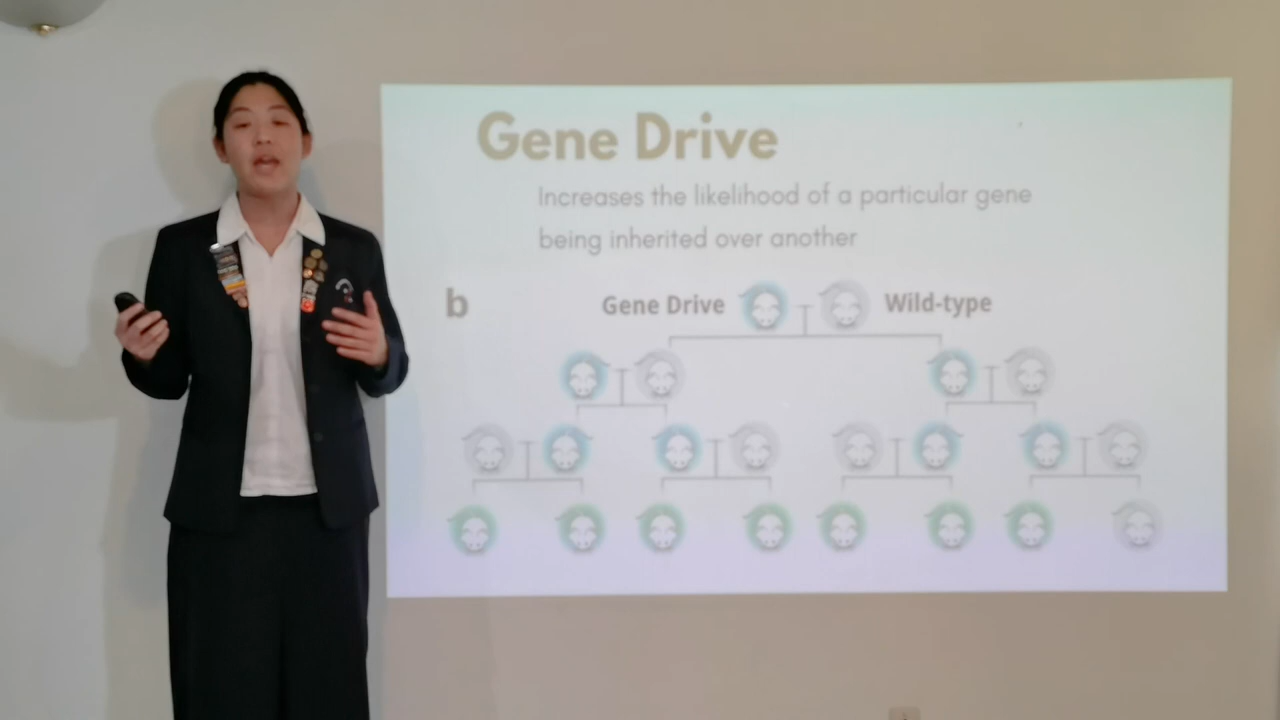 Gene Drive
Increases the likelihood of a particular gene
being inherited over another
b
Gene Drive
Wild-type